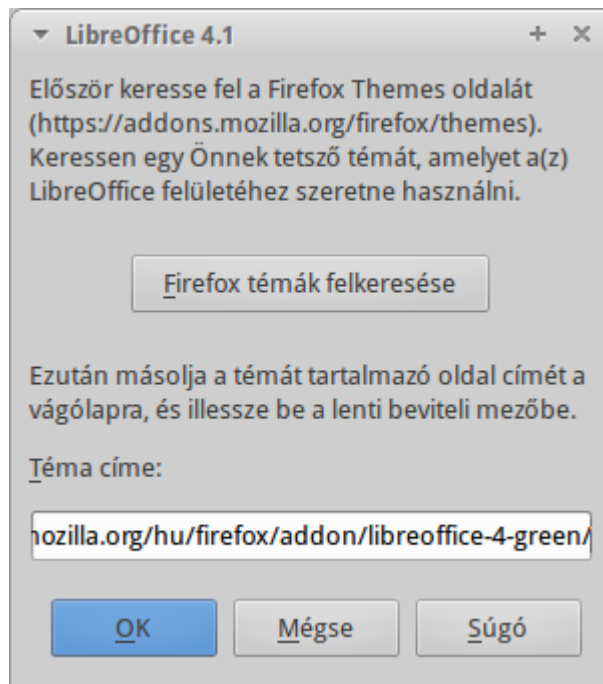 LibreOffice 4.1
Először keresse fel a Firefox Themes oldalát
(https://addons.mozilla.org/firefox/themes).
Keressen egy Önnek tetsző témát, amelyet a(z)
LibreOffice felületéhez szeretne használni.
Firefox témák felkeresése
Ezután másolja a témát tartalmazó oldal címét a
vágólapra, és illessze be a lenti beviteli mezőbe.
Téma címe:
mozilla.org/hu/firefox/addon/libreoffice-4-green/
OK Mégse Súgó